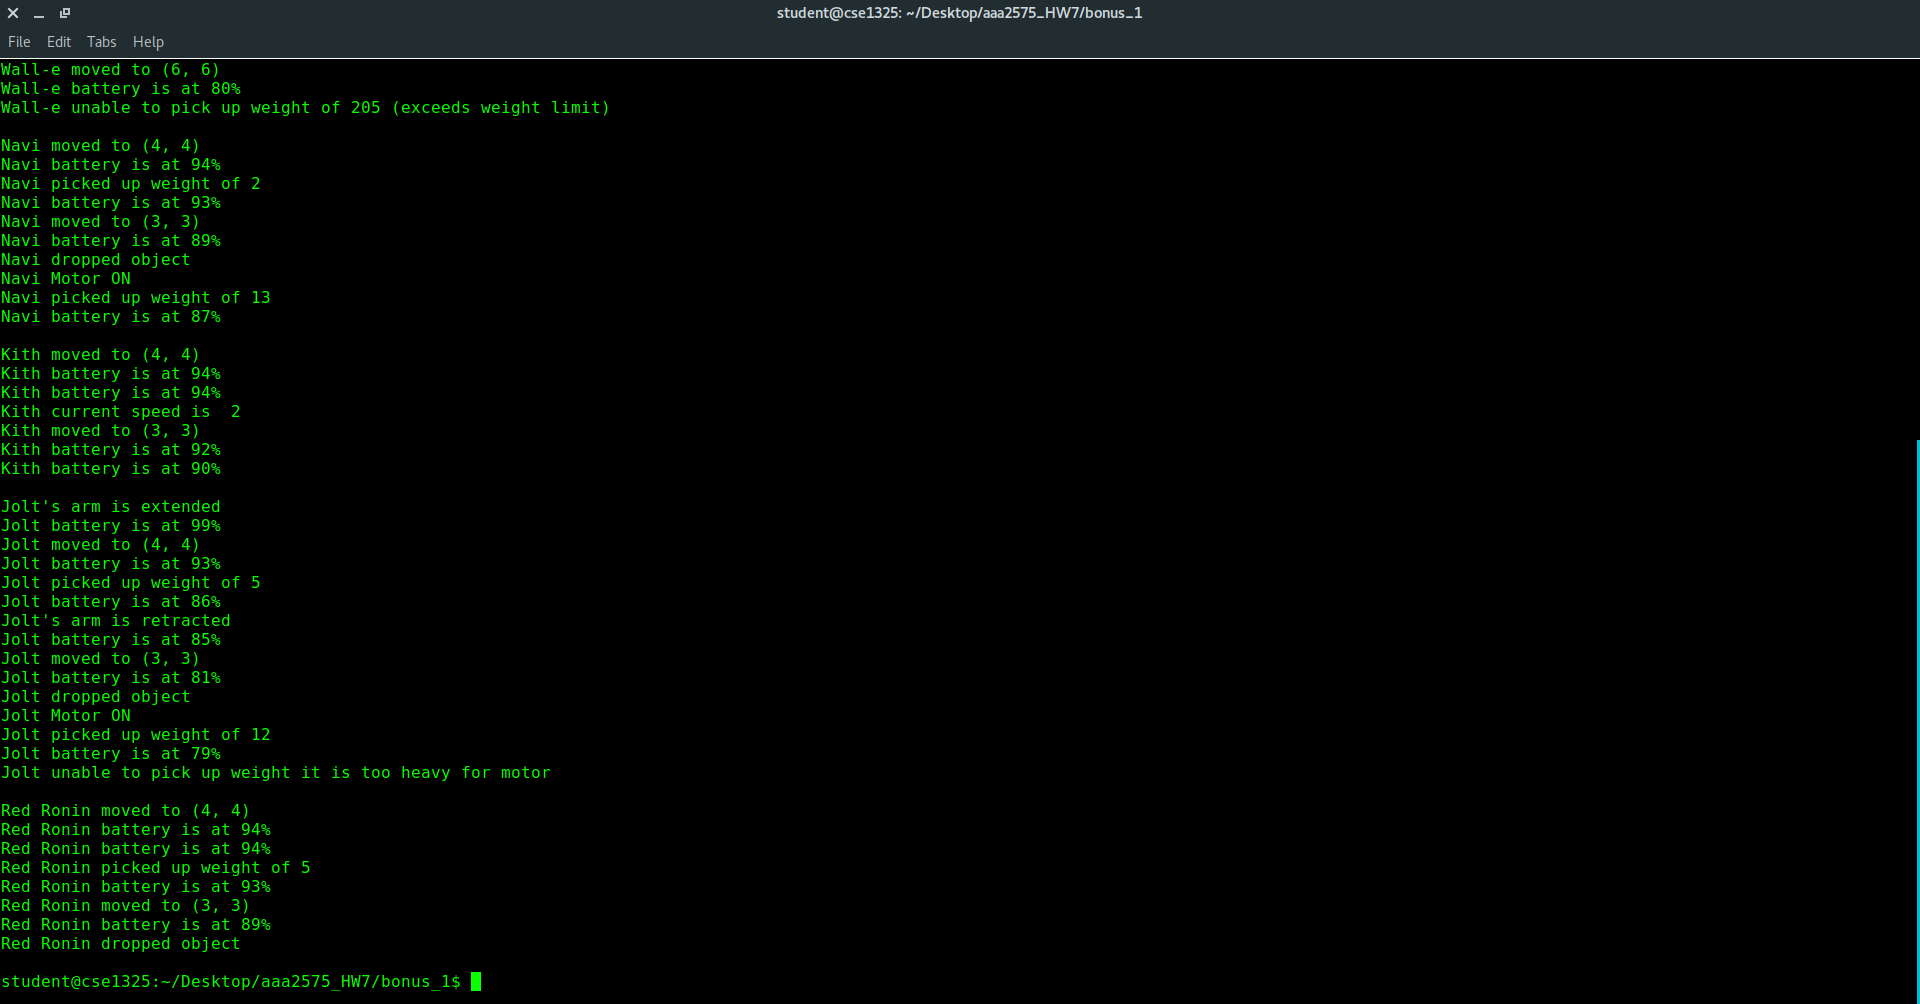 student@cse1325: ~/Desktop/aaa2575_HW7/bonus_1
File Edit Tabs Help
Wall-e moved to (6, 6)
Wall-e battery is at 80%
Wall-e unable to pick up weight of 205 (exceeds weight limit)
Navi moved to (4, 4)
Navi battery is at 94%
Navi picked up weight of 2
Navi battery is at 93%
Navi moved to (3, 3)
Navi battery is at 89%
Navi dropped object
Navi Motor ON
Navi picked up weight of 13
Navi battery is at 87%
Kith moved to (4, 4)
Kith battery is at 94%
Kith battery is at 94%
Kith current speed is  2
Kith moved to (3, 3)
Kith battery is at 92%
Kith battery is at 90%
Jolt's arm is extended
Jolt battery is at 99%
Jolt moved to (4, 4)
Jolt battery is at 93%
Jolt picked up weight of 5
Jolt battery is at 86%
Jolt's arm is retracted
Jolt battery is at 85%
Jolt moved to (3, 3)
Jolt battery is at 81%
Jolt dropped object
Jolt Motor ON
Jolt picked up weight of 12
Jolt battery is at 79%
Jolt unable to pick up weight it is too heavy for motor
Red Ronin moved to (4, 4)
Red Ronin battery is at 94%
Red Ronin battery is at 94%
Red Ronin picked up weight of 5
Red Ronin battery is at 93%
Red Ronin moved to (3, 3)
Red Ronin battery is at 89%
Red Ronin dropped object
student@cse1325:~/Desktop/aaa2575_HW7/bonus_1$